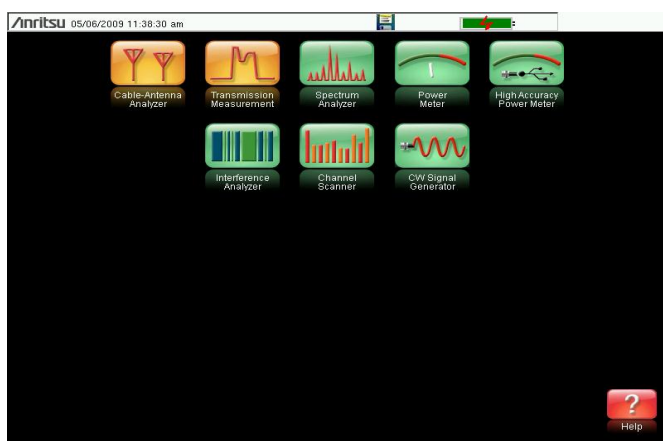 Anritsu 05/06/2009 11:38:30 am
Cable-Antenna
Analyzer
Transmission
Measurement
Spectrum
Analyzer
Power
Meter
High Accuracy
Power Meter
Interference
Analyzer
Channel
Scanner
CW Signal
Generator
?
Help